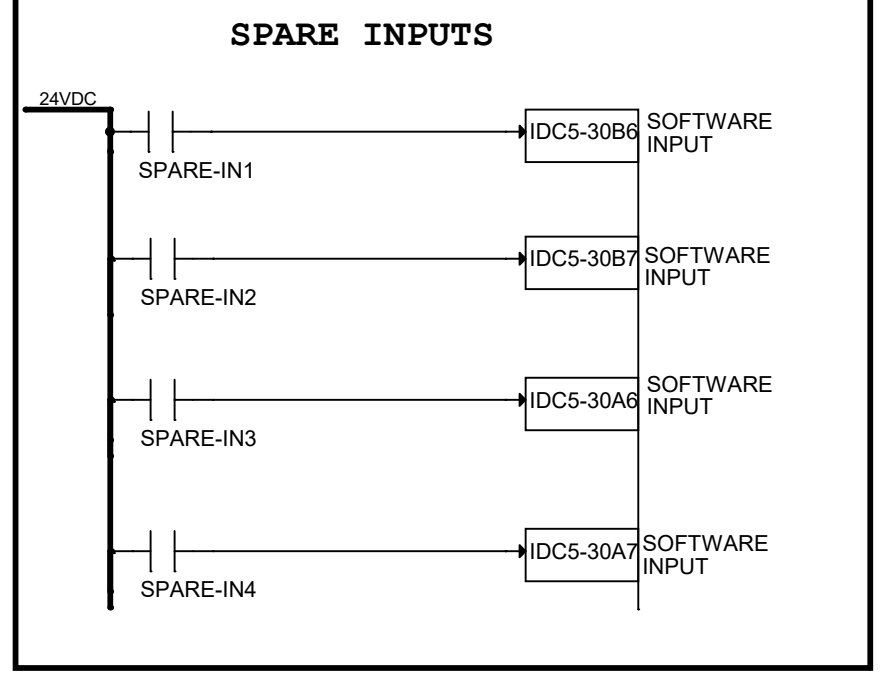 SPARE INPUTS
24VDC
IDC5-30B6
SOFTWARE
INPUT
SPARE-IN1
IDC5-30B7
SOFTWARE
INPUT
SPARE-IN2
IDC5-30A6
SOFTWARE
INPUT
SPARE-IN3
IDC5-30A7
SOFTWARE
INPUT
SPARE-IN4